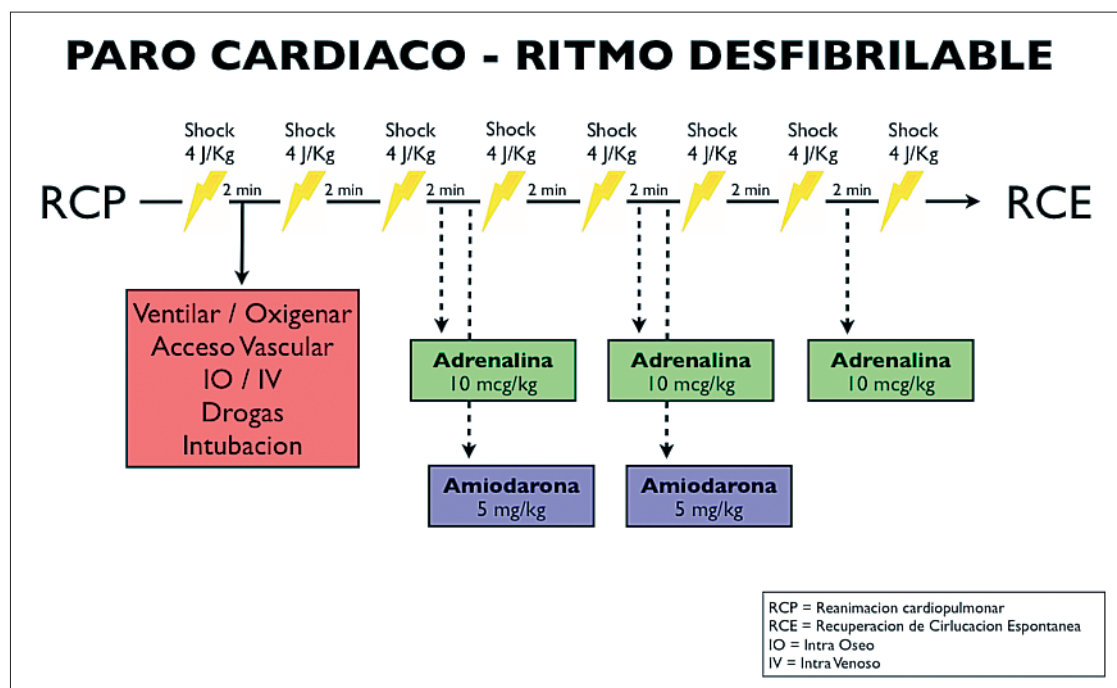 PARO CARDIACO - RITMO DESFIBRILABLE
Shock Shock Shock Shock Shock Shock Shock Shock
4 J/Kg 4 J/Kg 4 J/Kg 4 J/Kg 4 J/Kg 4 J/Kg 4 J/Kg 4 J/Kg
RCP 2 min 2 min 2 min 2 min 2 min 2 min 2 min RCE
Ventilar / Oxigenar
Acceso Vascular
IO / IV
Drogas
Intubacion
Adrenalina
10 mcg/kg
Adrenalina
10 mcg/kg
Adrenalina
10 mcg/kg
Amiodarona
5 mg/kg
Amiodarona
5 mg/kg
RCP = Reanimacion cardiopulmonar
RCE = Recuperacion de Cirlucacion Espontanea
IO = Intra Oseo
IV = Intra Venoso